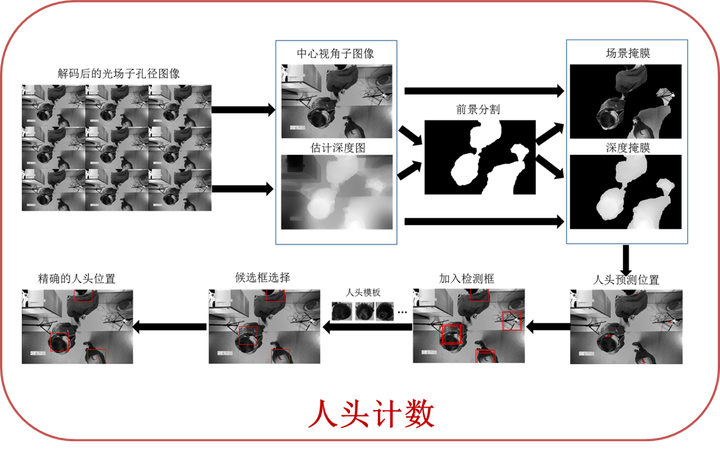 解码后的光场子孔径图像
中心视角子图像
估计深度图
前景分割
场景掩膜
深度掩膜
人头预测位置
加入检测框
人头模板
...
候选框选择
精确的人头位置
人头计数